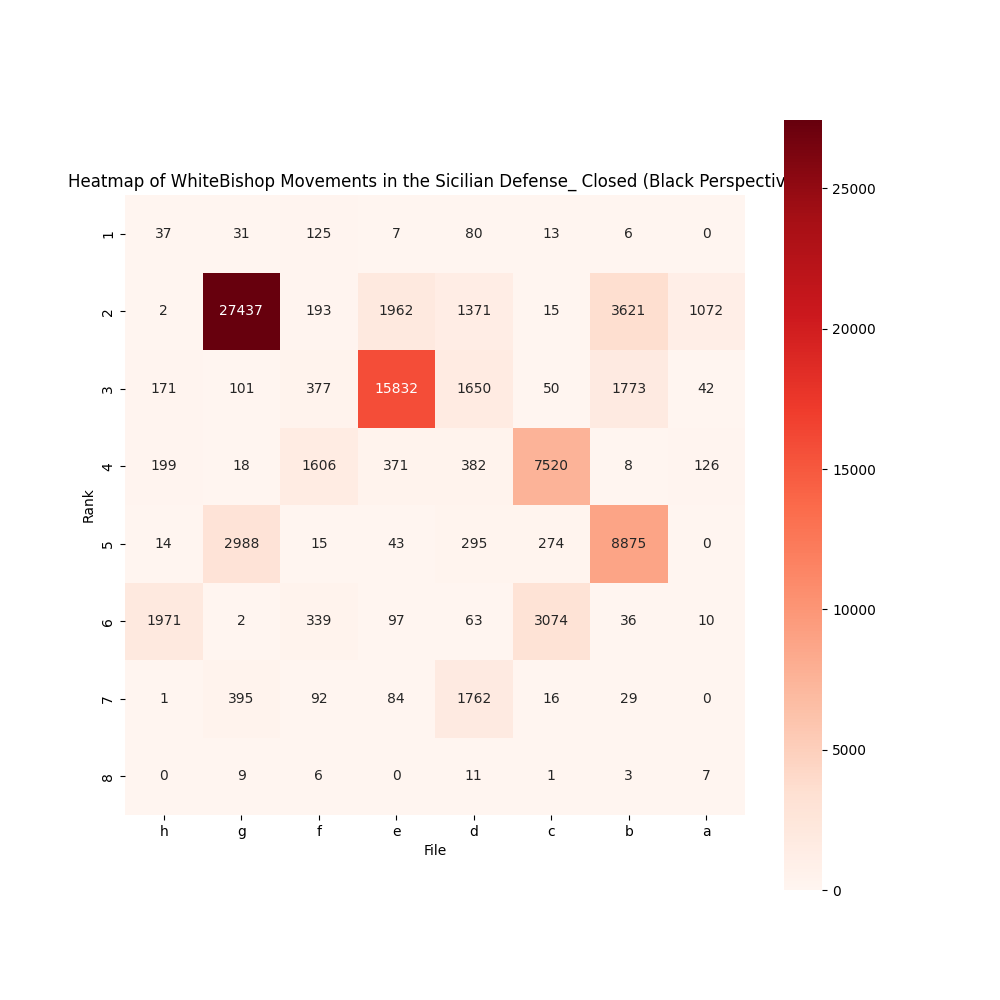 Heatmap of WhiteBishop Movements in the Sicilian Defense_ Closed (Black Perspectiv
25000
20000
15000
10000
5000
0
Rank
1 37 31 125 7 80 13 6 0
2 2 27437 193 1962 1371 15 3621 1072
3 171 101 377 15832 1650 50 1773 42
4 199 18 1606 371 382 7520 8 126
5 14 2988 15 43 295 274 8875 0
6 1971 2 339 97 63 3074 36 10
7 1 395 92 84 1762 16 29 0
8 0 9 6 0 11 1 3 7
h g f e d c b a
File